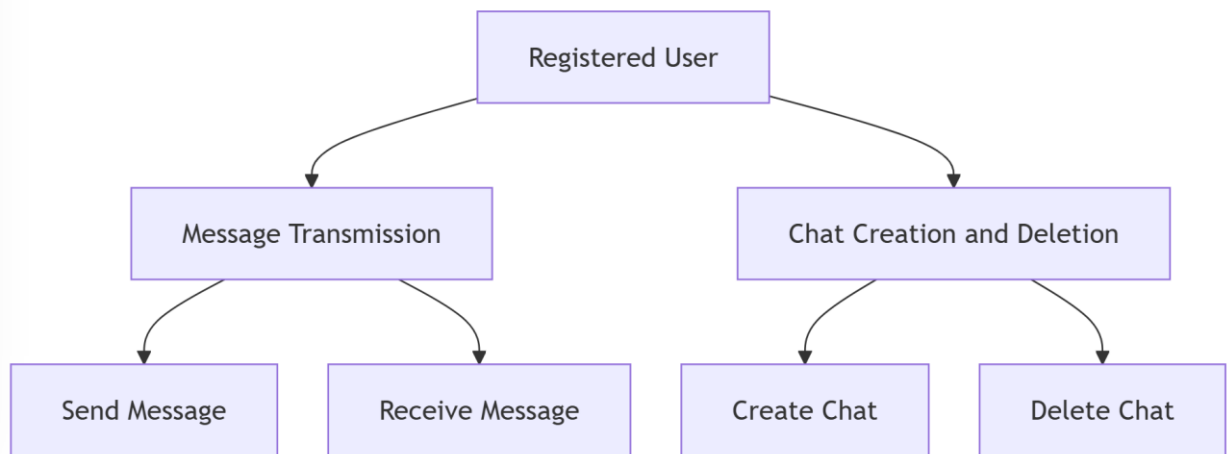 Registered User
Message Transmission
Chat Creation and Deletion
Send Message
Receive Message
Create Chat
Delete Chat